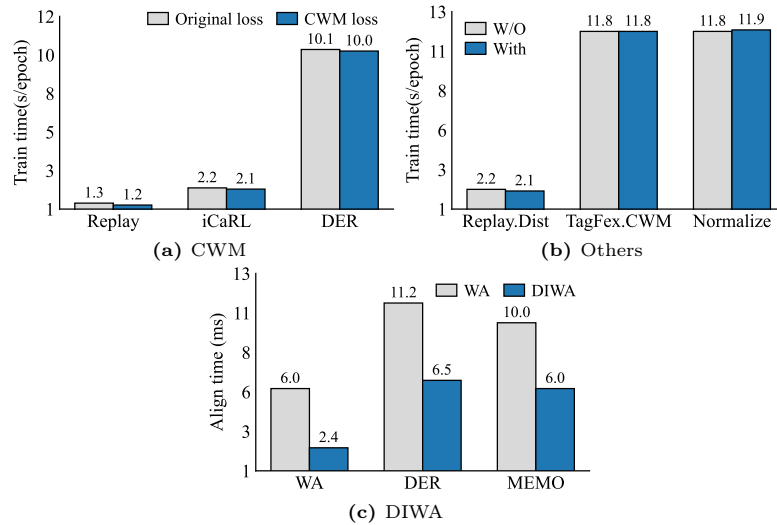 Train time(s/epoch)
12
10
8
5
3
1
Original loss
CWM loss
1.3
1.2
2.2
2.1
10.1
10.0
Replay
iCaRL
DER
(a) CWM
Train time(s/epoch)
13
11
8
6
3
1
W/O
With
2.2
2.1
11.8
11.8
11.8
11.9
Replay.Dist
TagFex.CWM
Normalize
(b) Others
Align time (ms)
13
11
8
6
3
1
WA
DIWA
6.0
2.4
11.2
6.5
10.0
6.0
WA
DER
MEMO
(c) DIWA